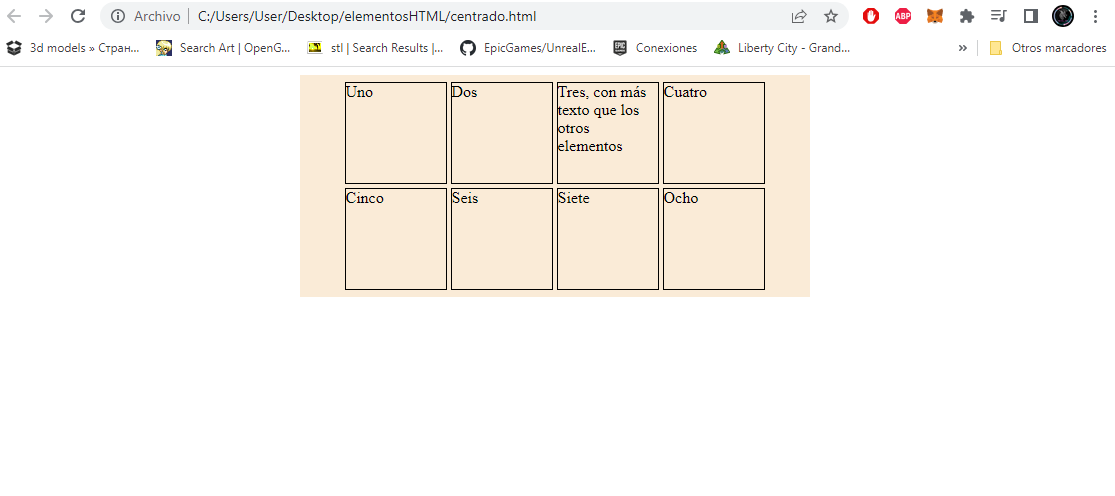 Archivo | C:/Users/User/Desktop/elementosHTML/centrado.html
ABP
3d models » Стран...
Search Art | OpenG...
stl | Search Results |...
EpicGames/UnrealE...
EPIC
Conexiones
Liberty City - Grand...
»
Otros marcadores
Uno
Dos
Tres, con más
texto que los
otros
elementos
Cuatro
Cinco
Seis
Siete
Ocho